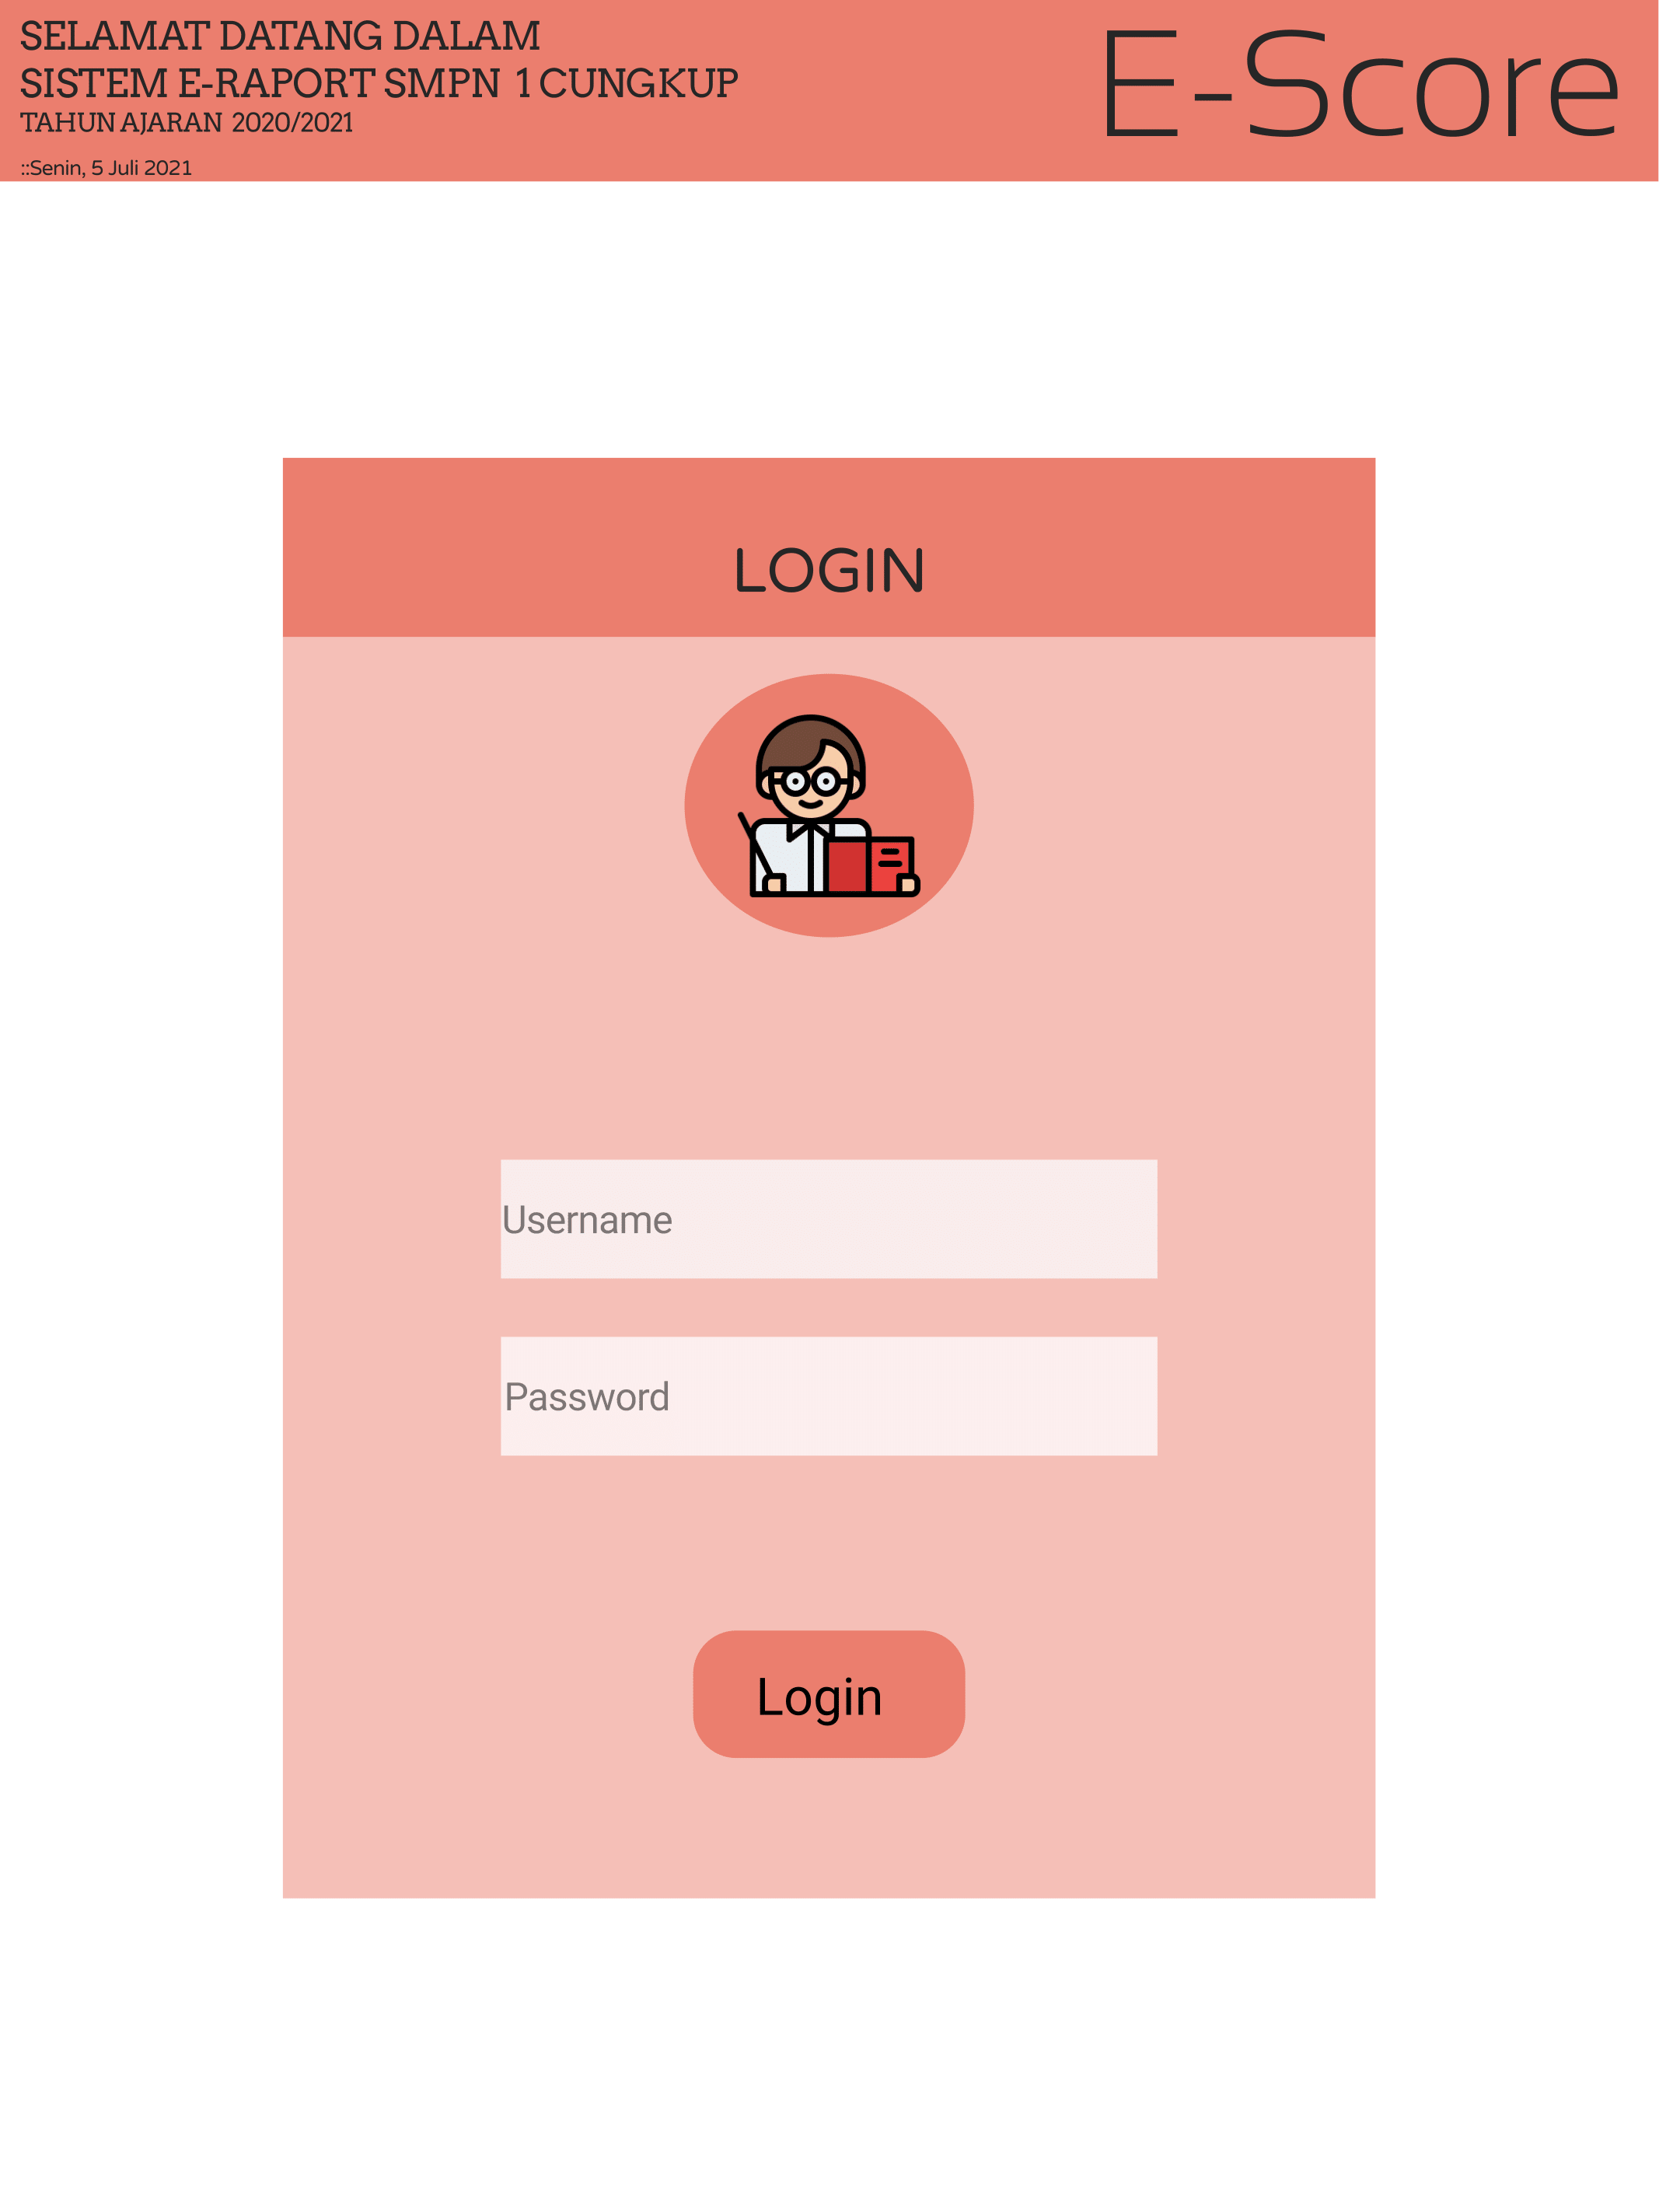 SELAMAT DATANG DALAM
SISTEM E-RAPORT SMPN 1 CUNGKUP
TAHUN AJARAN 2020/2021
::Senin, 5 Juli 2021
E-Score
LOGIN
Username
Password
Login